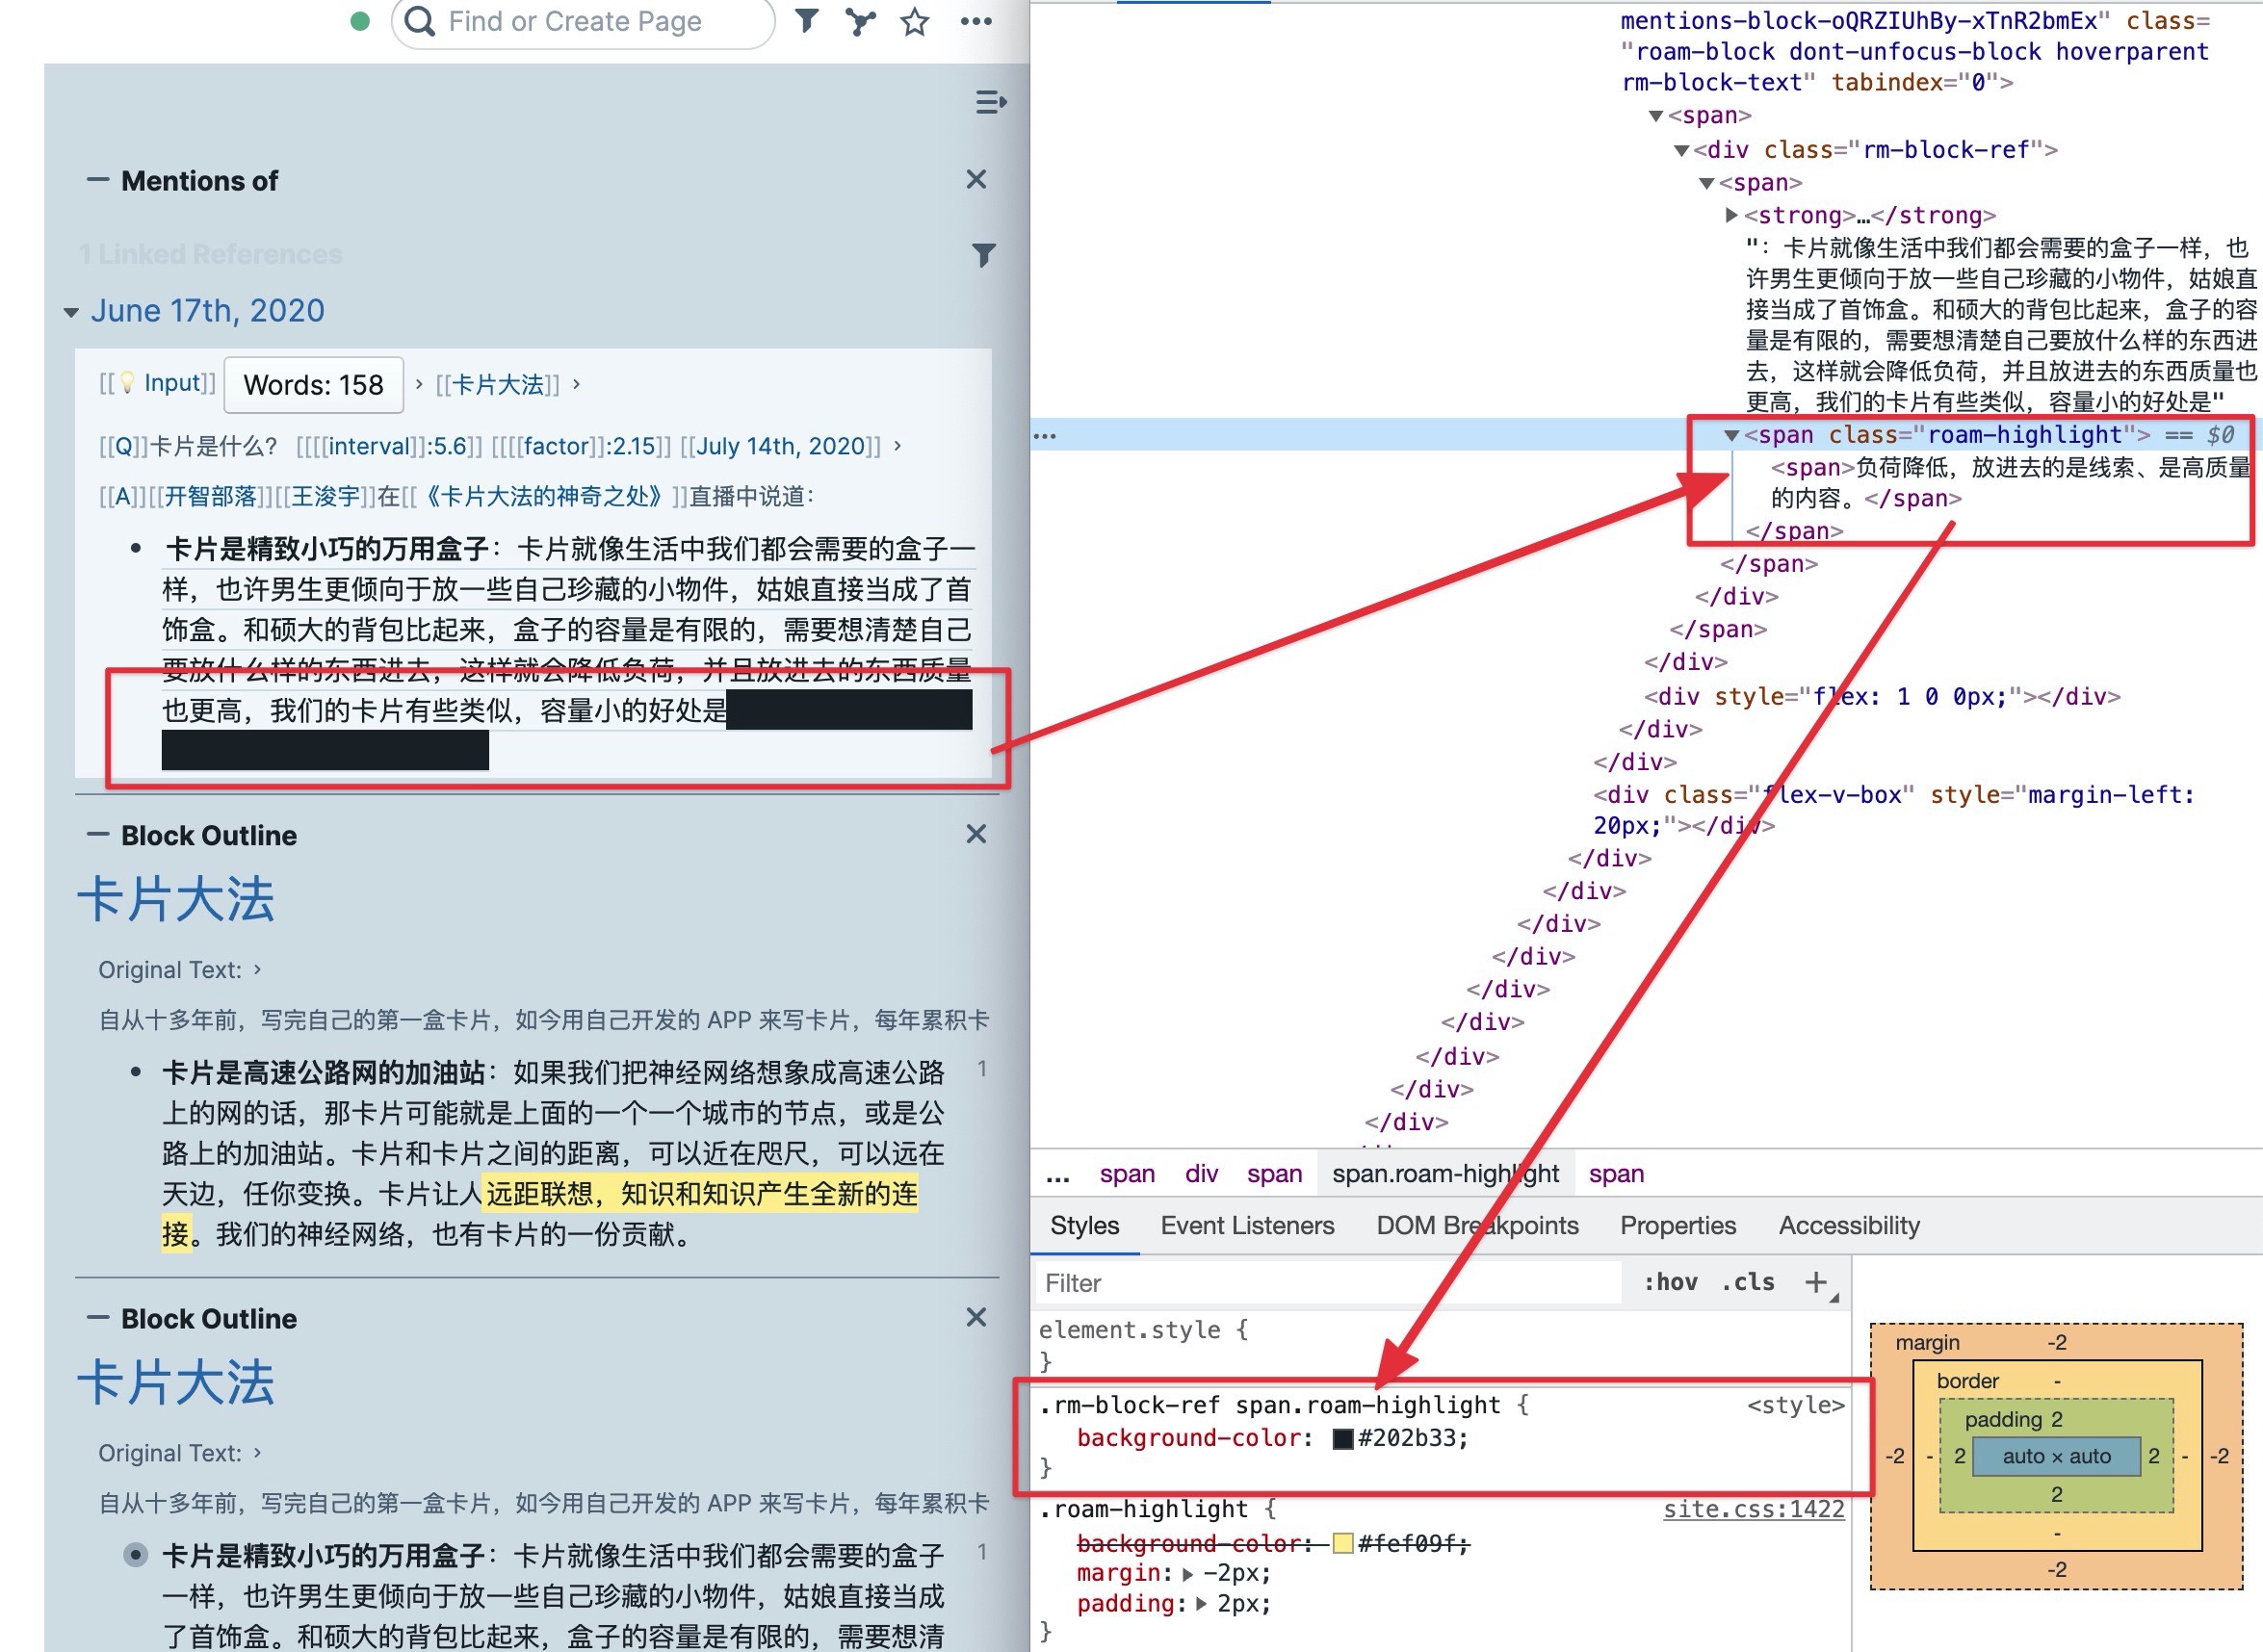 Find or Create Page
Mentions of
1 Linked References
June 17th, 2020
[[💡 Input]] Words: 158 › [[卡片大法]] ›
[[Q]]卡片是什么? [[[[interval]]:5.6]] [[[[factor]]:2.15]] [[July 14th, 2020]] ›
[[A]][[开智部落]][[王浚宇]]在[[《卡片大法的神奇之处》]]直播中说道：
卡片是精致小巧的万用盒子：卡片就像生活中我们都会需要的盒子一
样，也许男生更倾向于放一些自己珍藏的小物件，姑娘直接当成了首
饰盒。和硕大的背包比起来，盒子的容量是有限的，需要想清楚自己
要放什么样的东西进去，这样就会降低负荷，并且放进去的东西质量
也更高，我们的卡片有些类似，容量小的好处是
Block Outline
卡片大法
Original Text: ›
自从十多年前，写完自己的第一盒卡片，如今用自己开发的 APP 来写卡片，每年累积卡
卡片是高速公路网的加油站：如果我们把神经网络想象成高速公路 1
上的网的话，那卡片可能就是上面的一个一个城市的节点，或是公
路上的加油站。卡片和卡片之间的距离，可以近在咫尺，可以远在
天边，任你变换。卡片让人远距联想，知识和知识产生全新的连
接。我们的神经网络，也有卡片的一份贡献。
Block Outline
卡片大法
Original Text: ›
自从十多年前，写完自己的第一盒卡片，如今用自己开发的 APP 来写卡片，每年累积卡
卡片是精致小巧的万用盒子：卡片就像生活中我们都会需要的盒子 1
一样，也许男生更倾向于放一些自己珍藏的小物件，姑娘直接当成
了首饰盒。和硕大的背包比起来，盒子的容量是有限的，需要想清
mentions-block-oQRZIUhBy-xTnR2bmEx" class=
"roam-block dont-unfocus-block hoverparent
rm-block-text" tabindex="0">
<span>
<div class="rm-block-ref">
<span>
<strong>…</strong>
"：卡片就像生活中我们都会需要的盒子一样，也
许男生更倾向于放一些自己珍藏的小物件，姑娘直
接当成了首饰盒。和硕大的背包比起来，盒子的容
量是有限的，需要想清楚自己要放什么样的东西进
去，这样就会降低负荷，并且放进去的东西质量也
更高，我们的卡片有些类似，容量小的好处是"
<span class="roam-highlight"> == $0
<span>负荷降低，放进去的是线索、是高质量
的内容。</span>
</span>
</span>
</div>
</span>
</div>
<div style="flex: 1 0 0px;"></div>
</div>
</div>
<div class="flex-v-box" style="margin-left:
20px;"></div>
</div>
</div>
</div>
</div>
</div>
</div>
</div>
</div>
</div>
... span div span span.roam-highlight span
Styles Event Listeners DOM Breakpoints Properties Accessibility
Filter :hov .cls +
element.style {
}
.rm-block-ref span.roam-highlight { <style>
background-color: #202b33;
}
.roam-highlight { site.css:1422
background-color: #fef09f;
margin: -2px;
padding: 2px;
}
margin -2
border -
padding 2
-2 - 2 auto × auto 2 - -2
2
-
-2